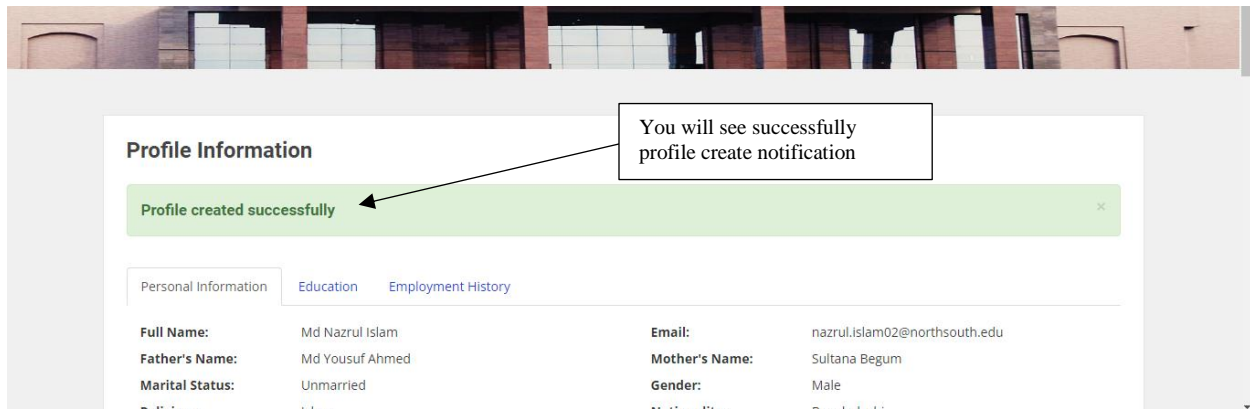 You will see successfully
profile create notification
Profile Information
Profile created successfully
×
Personal Information Education Employment History
Full Name: Md Nazrul Islam Email: nazrul.islam02@northsouth.edu
Father's Name: Md Yousuf Ahmed Mother's Name: Sultana Begum
Marital Status: Unmarried Gender: Male